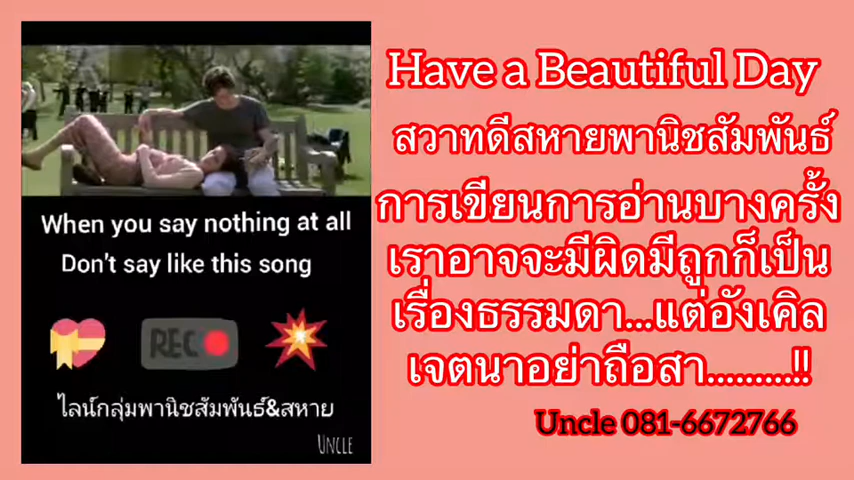 When you say nothing at all
Don't say like this song
REC
ไลน์กลุ่มพานิชสัมพันธ์&สหาย
UNCLE
Have a Beautiful Day
สวาทดีสหายพานิชสัมพันธ์
การเขียนการอ่านบางครั้ง
เราอาจจะมีผิดมีถูกก็เป็น
เรื่องธรรมดา...แต่อังเคิล
เจตนาอย่าถือสา.........!!
Uncle 081-6672766